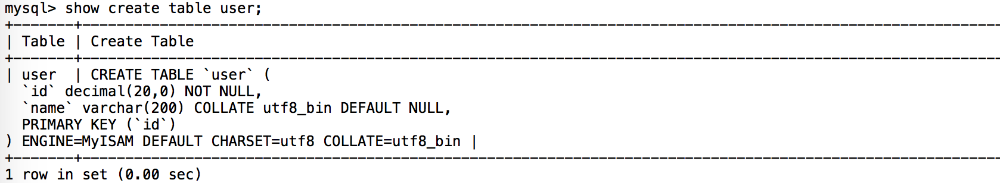 mysql> show create table user;
+-------+--------------------------------------------------------------------------------------------------------------
| Table | Create Table
+-------+--------------------------------------------------------------------------------------------------------------
| user  | CREATE TABLE `user` (
  `id` decimal(20,0) NOT NULL,
  `name` varchar(200) COLLATE utf8_bin DEFAULT NULL,
  PRIMARY KEY (`id`)
) ENGINE=MyISAM DEFAULT CHARSET=utf8 COLLATE=utf8_bin |
+-------+--------------------------------------------------------------------------------------------------------------
1 row in set (0.00 sec)